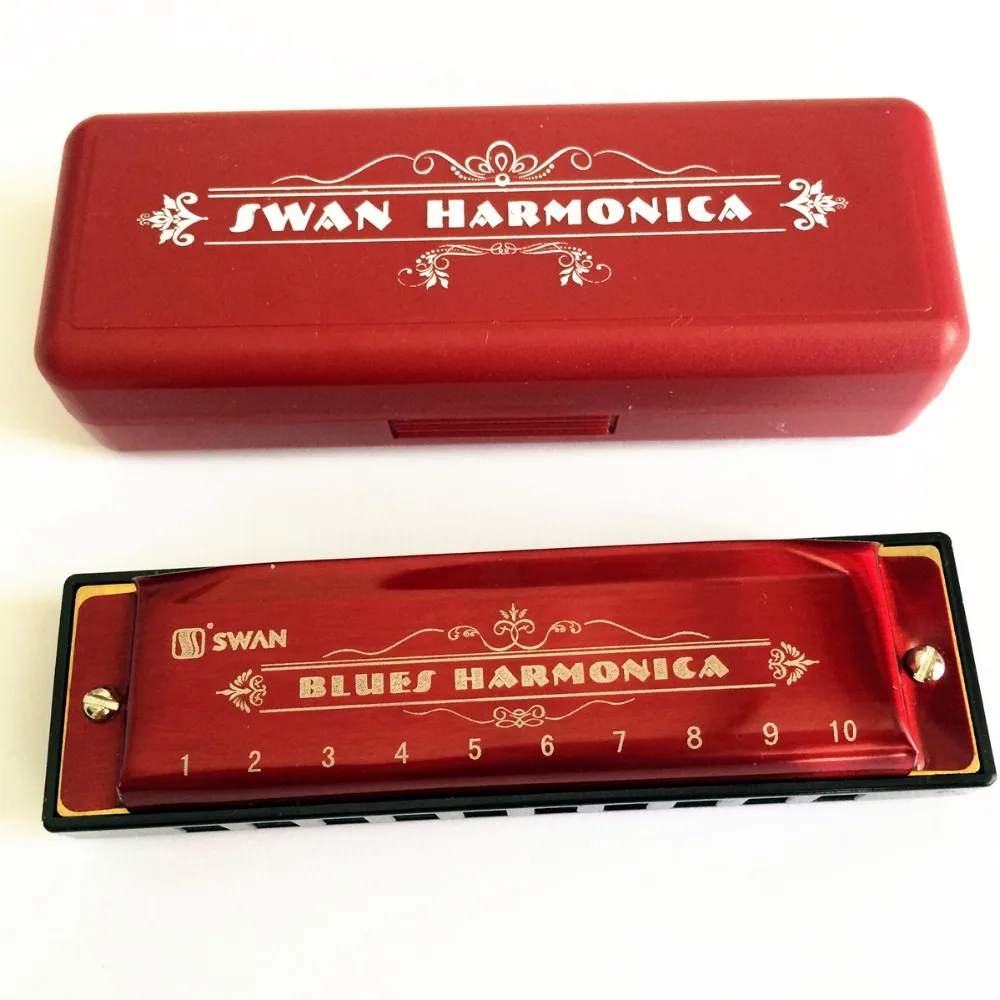 SWAN HARMONICA
SWAN
BLUES HARMONICA
1 2 3 4 5 6 7 8 9 10